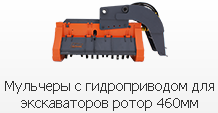 Мульчеры с гидроприводом для
экскаваторов ротор 460мм